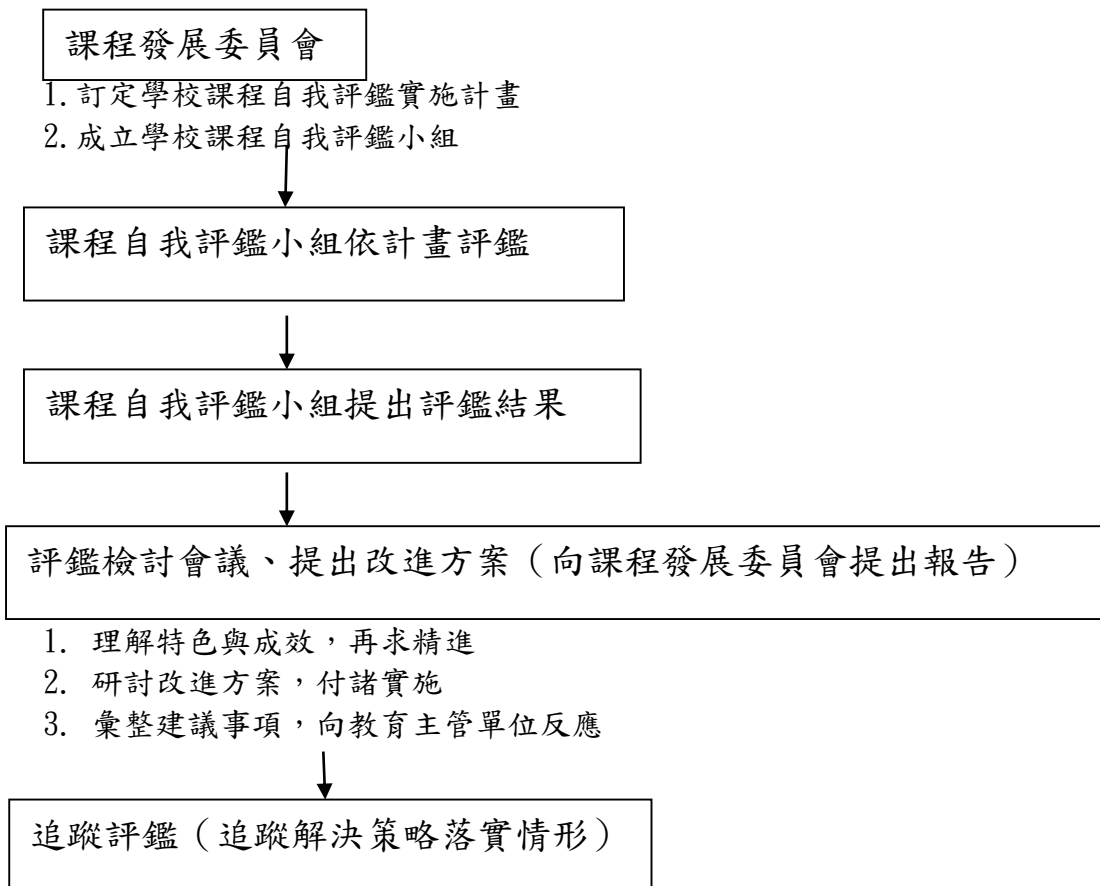 課程發展委員會
1.訂定學校課程自我評鑑實施計畫
2.成立學校課程自我評鑑小組
課程自我評鑑小組依計畫評鑑
課程自我評鑑小組提出評鑑結果
評鑑檢討會議、提出改進方案（向課程發展委員會提出報告）
1. 理解特色與成效，再求精進
2. 研討改進方案，付諸實施
3. 彙整建議事項，向教育主管單位反應
追蹤評鑑（追蹤解決策略落實情形）